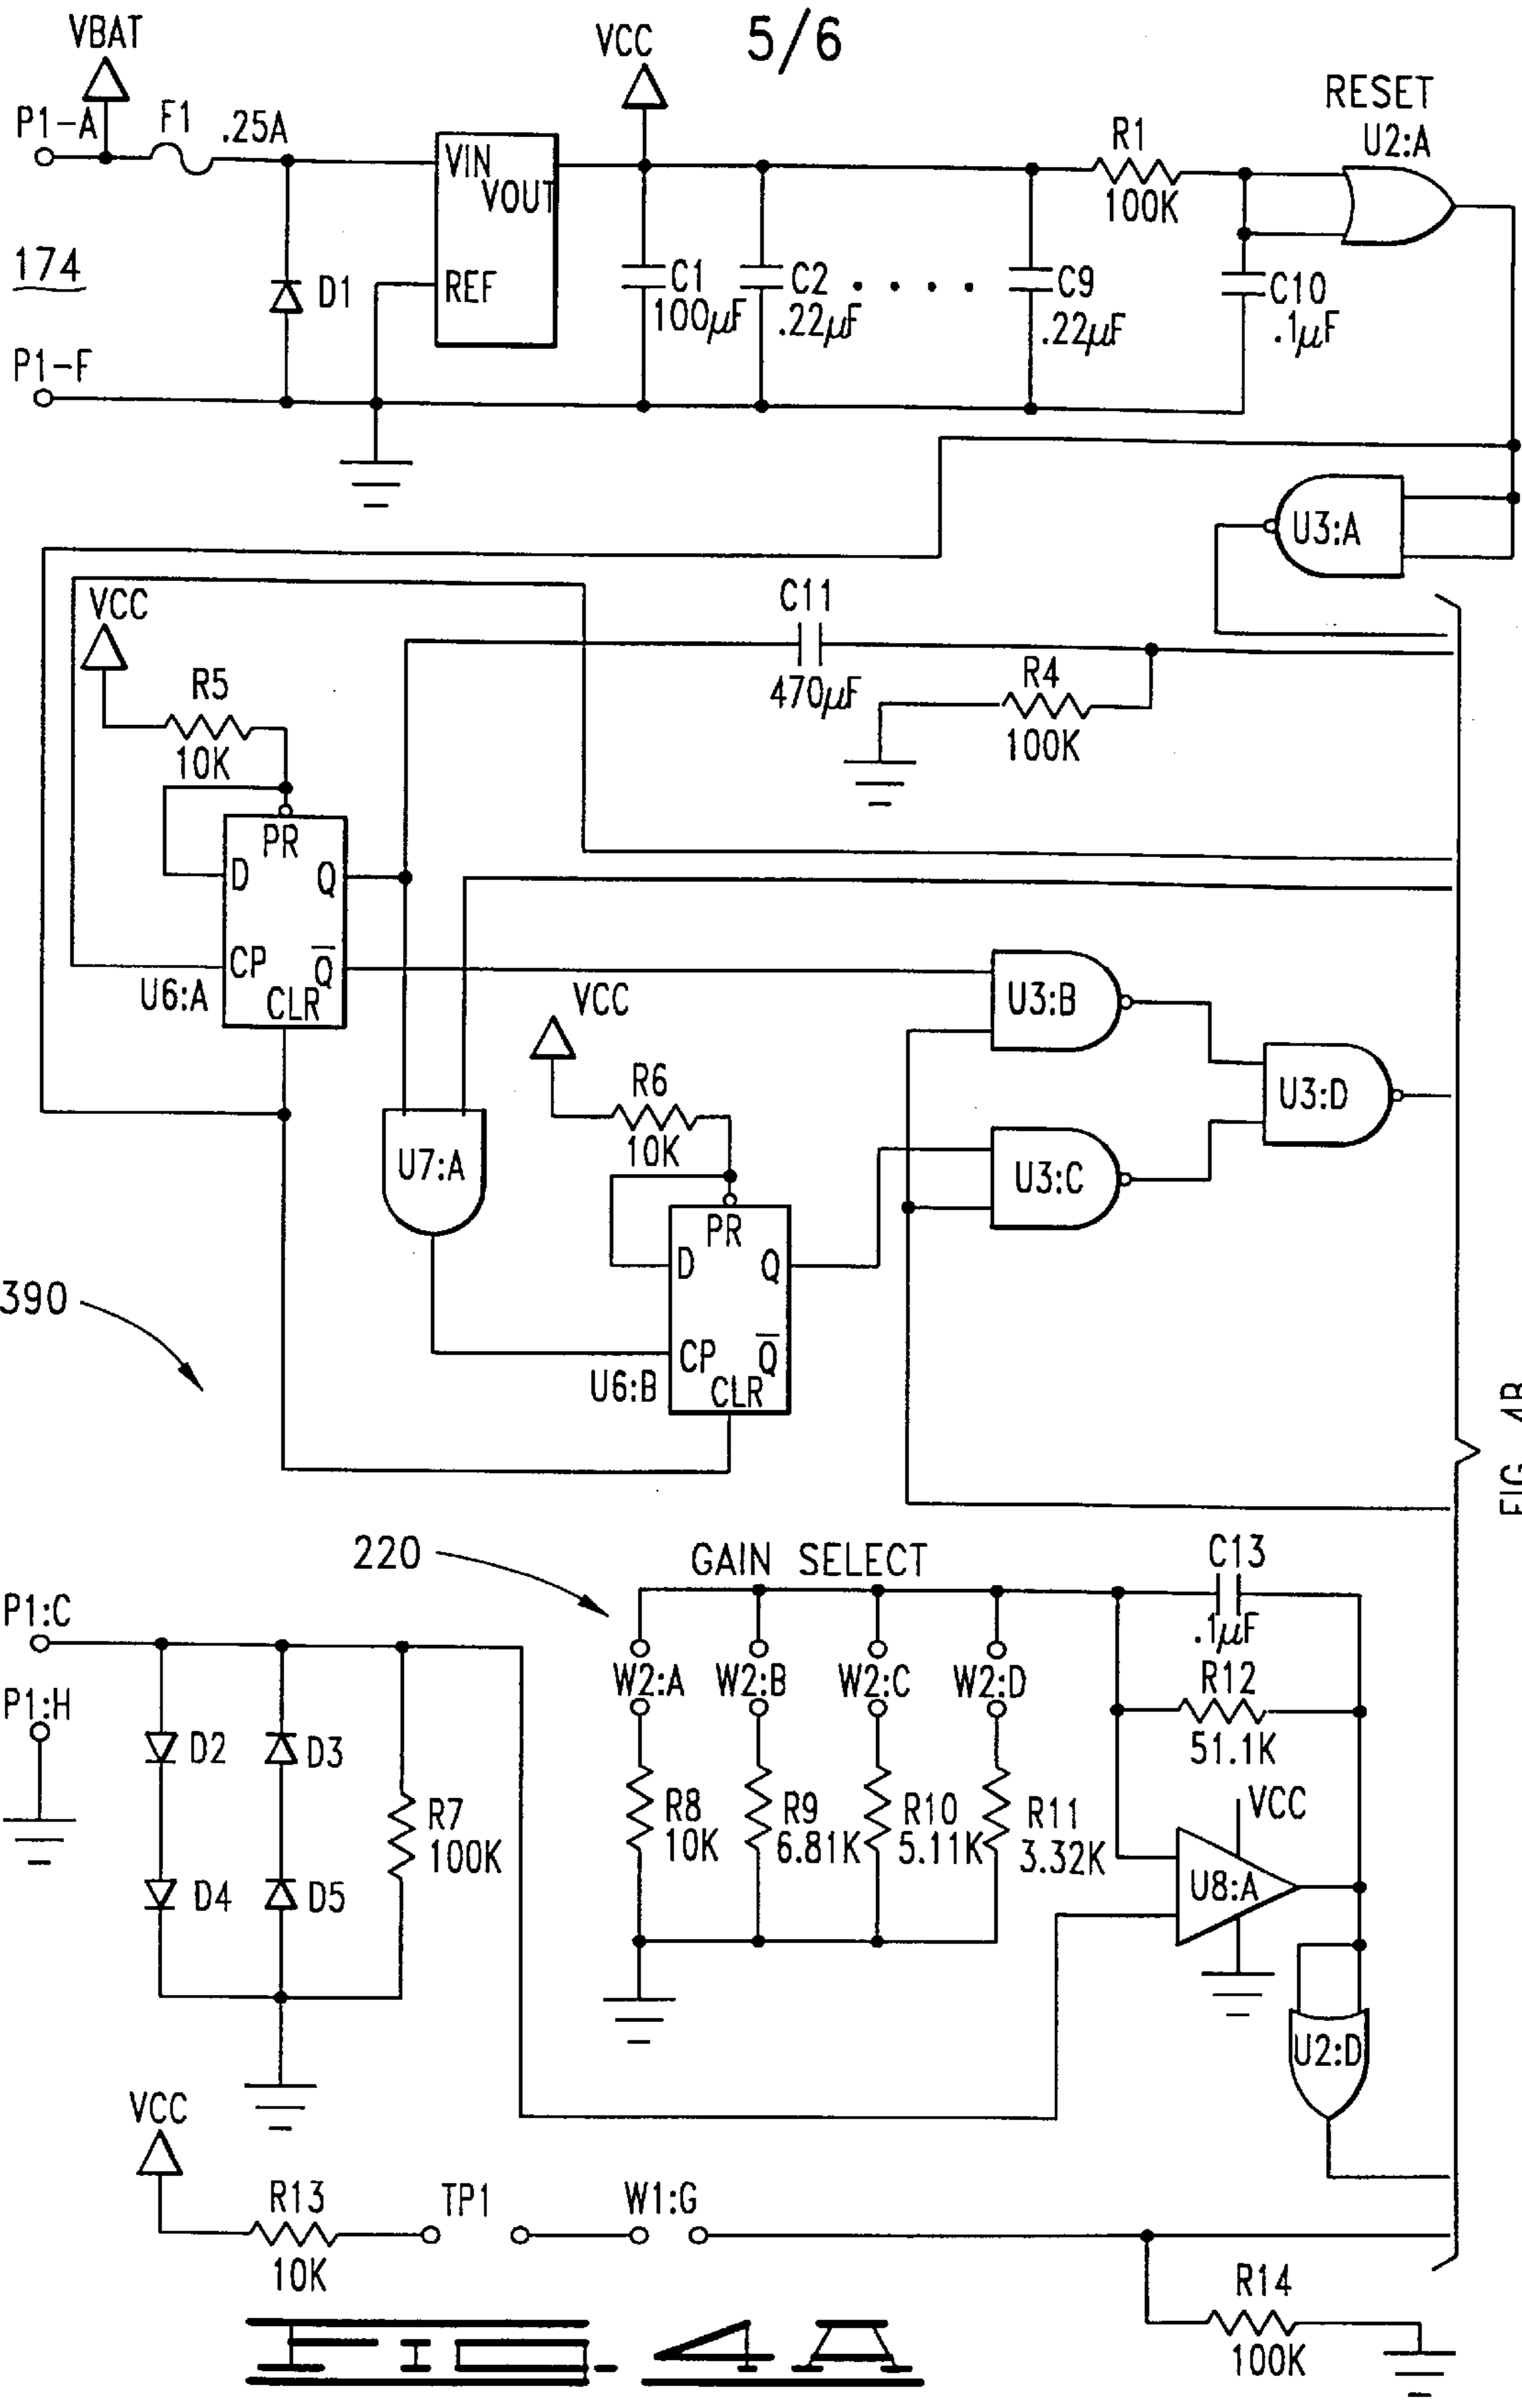 5/6
VBAT
VCC
P1-A
F1
.25A
VIN
VOUT
REF
R1
100K
RESET
U2:A
174
D1
C1
100µF
C2
.22µF
. . . .
C9
.22µF
C10
.1µF
P1-F
U3:A
VCC
R5
10K
C11
470µF
R4
100K
PR
D
Q
CP
Q̅
CLR
U6:A
VCC
U3:B
R6
10K
U3:D
U7:A
U3:C
PR
D
Q
CP
Q̅
CLR
U6:B
390
FIG. 4B
220
GAIN SELECT
C13
.1µF
P1:C
P1:H
W2:A
W2:B
W2:C
W2:D
R12
51.1K
D2
D3
R7
100K
R8
10K
R9
6.81K
R10
5.11K
R11
3.32K
VCC
U8:A
D4
D5
U2:D
VCC
R13
10K
TP1
W1:G
R14
100K
FIG. 4A